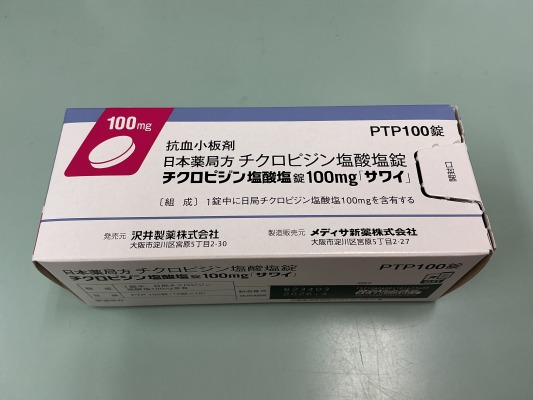 100mg
抗血小板剤
PTP100錠
日本薬局方 チクロピジン塩酸塩錠
チクロピジン塩酸塩錠100mg「サワイ」
〔組 成〕 1錠中に日局チクロピジン塩酸塩100mgを含有する
発売元 沢井製薬株式会社
大阪市淀川区宮原5丁目2-30
製造販売元 メディサ新薬株式会社
大阪市淀川区宮原5丁目2-27
日本薬局方 チクロピジン塩酸塩錠
PTP100錠
チクロピジン塩酸塩錠100mg「サワイ」